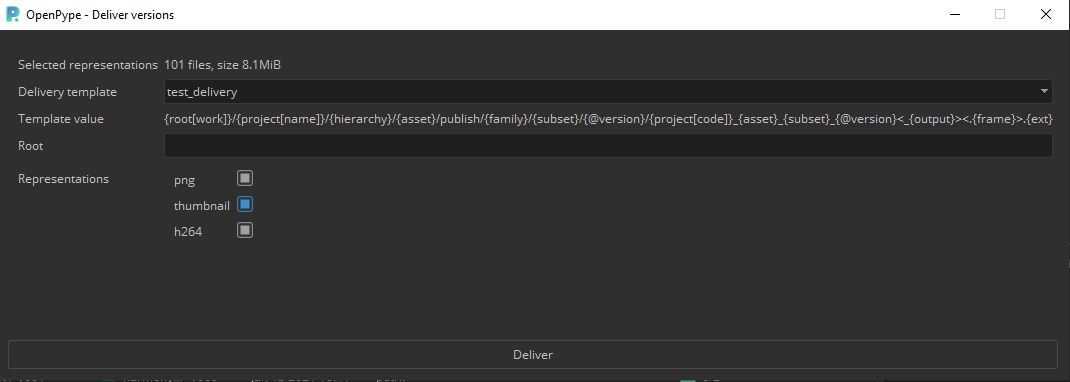 OpenPype - Deliver versions
Selected representations 101 files, size 8.1MiB
Delivery template test_delivery
Template value {root[work]}/{project[name]}/{hierarchy}/{asset}/publish/{family}/{subset}/{@version}/{project[code]}_{asset}_{subset}_{@version}<_{output}><.{frame}>.{ext}
Root
Representations png
thumbnail
h264
Deliver